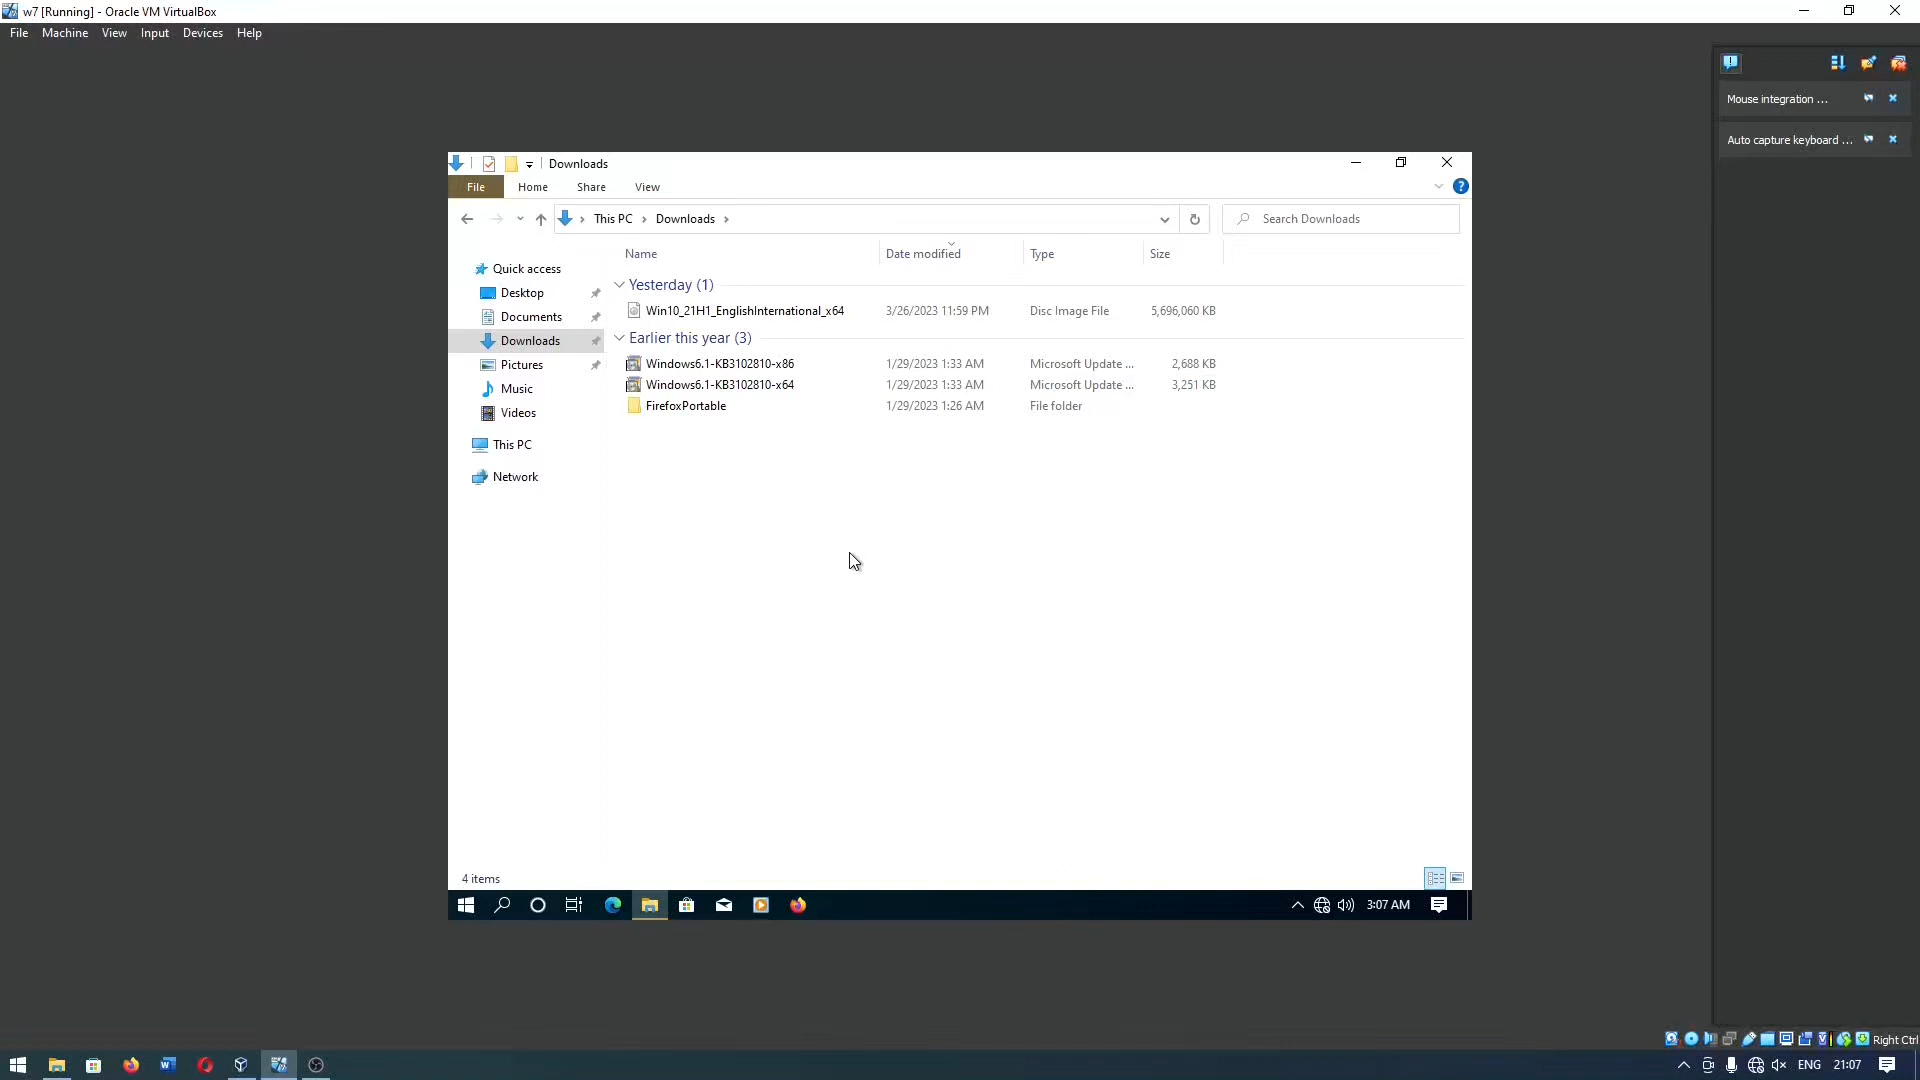 w7 [Running] - Oracle VM VirtualBox
File Machine View Input Devices Help
Mouse integration ...
Auto capture keyboard ...
Downloads
File Home Share View
This PC Downloads
Search Downloads
Name Date modified Type Size
Quick access
Desktop
Documents
Downloads
Pictures
Music
Videos
This PC
Network
Yesterday (1)
Win10_21H1_EnglishInternational_x64 3/26/2023 11:59 PM Disc Image File 5,696,060 KB
Earlier this year (3)
Windows6.1-KB3102810-x86 1/29/2023 1:33 AM Microsoft Update ... 2,688 KB
Windows6.1-KB3102810-x64 1/29/2023 1:33 AM Microsoft Update ... 3,251 KB
FirefoxPortable 1/29/2023 1:26 AM File folder
4 items
3:07 AM
Right Ctrl
ENG 21:07